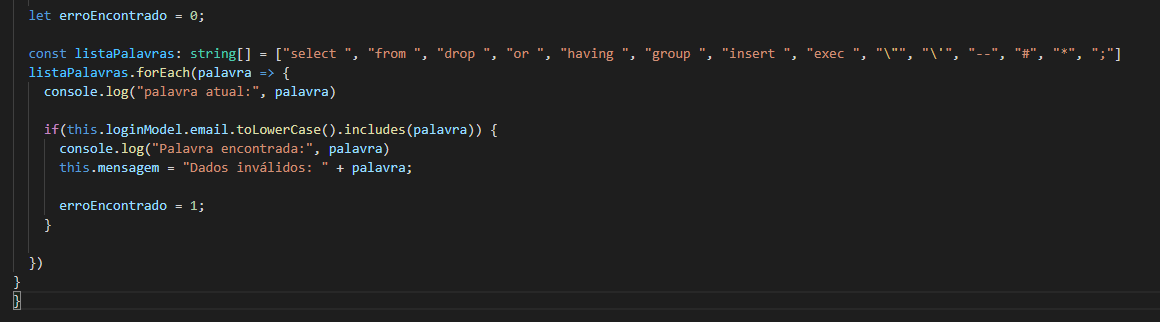 let erroEncontrado = 0;
const listaPalavras: string[] = ["select ", "from ", "drop ", "or ", "having ", "group ", "insert ", "exec ", "\"", "\'", "--", "#", "*", ";"]
listaPalavras.forEach(palavra => {
console.log("palavra atual:", palavra)
if(this.loginModel.email.toLowerCase().includes(palavra)) {
console.log("Palavra encontrada:", palavra)
this.mensagem = "Dados inválidos: " + palavra;
erroEncontrado = 1;
}
})
}
}